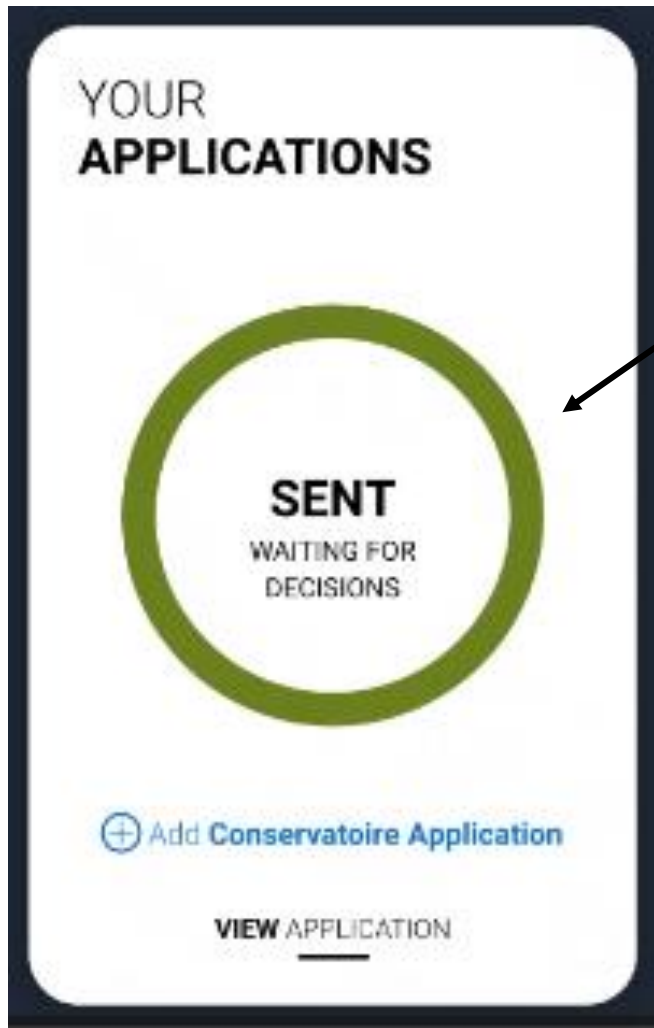 YOUR
APPLICATIONS
SENT
WAITING FOR
DECISIONS
Add Conservatoire Application
VIEW APPLICATION